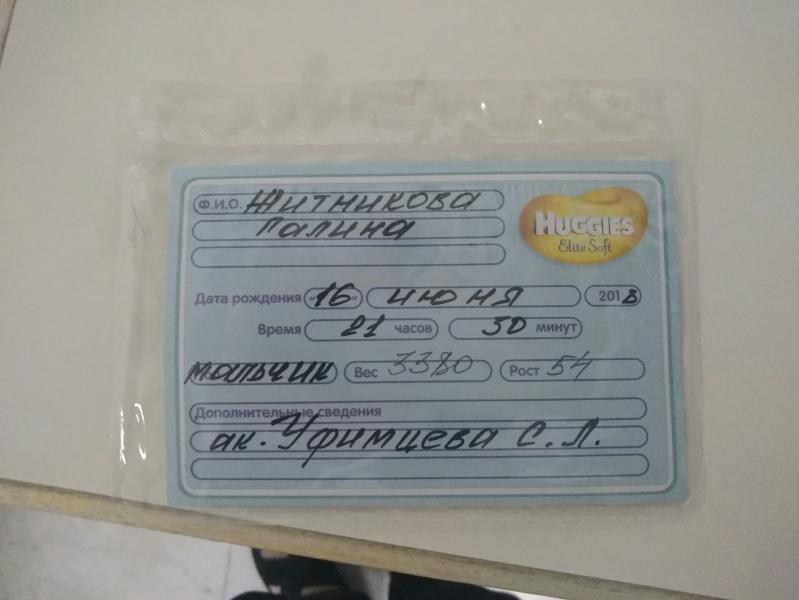 Ф.И.О. Житникова
Галина
HUGGIES
Elite Soft
Дата рождения "16" июня 2018
Время 21 часов 30 минут
мальчик Вес 3380 Рост 54
Дополнительные сведения
ак. Уфимцева С.Л.